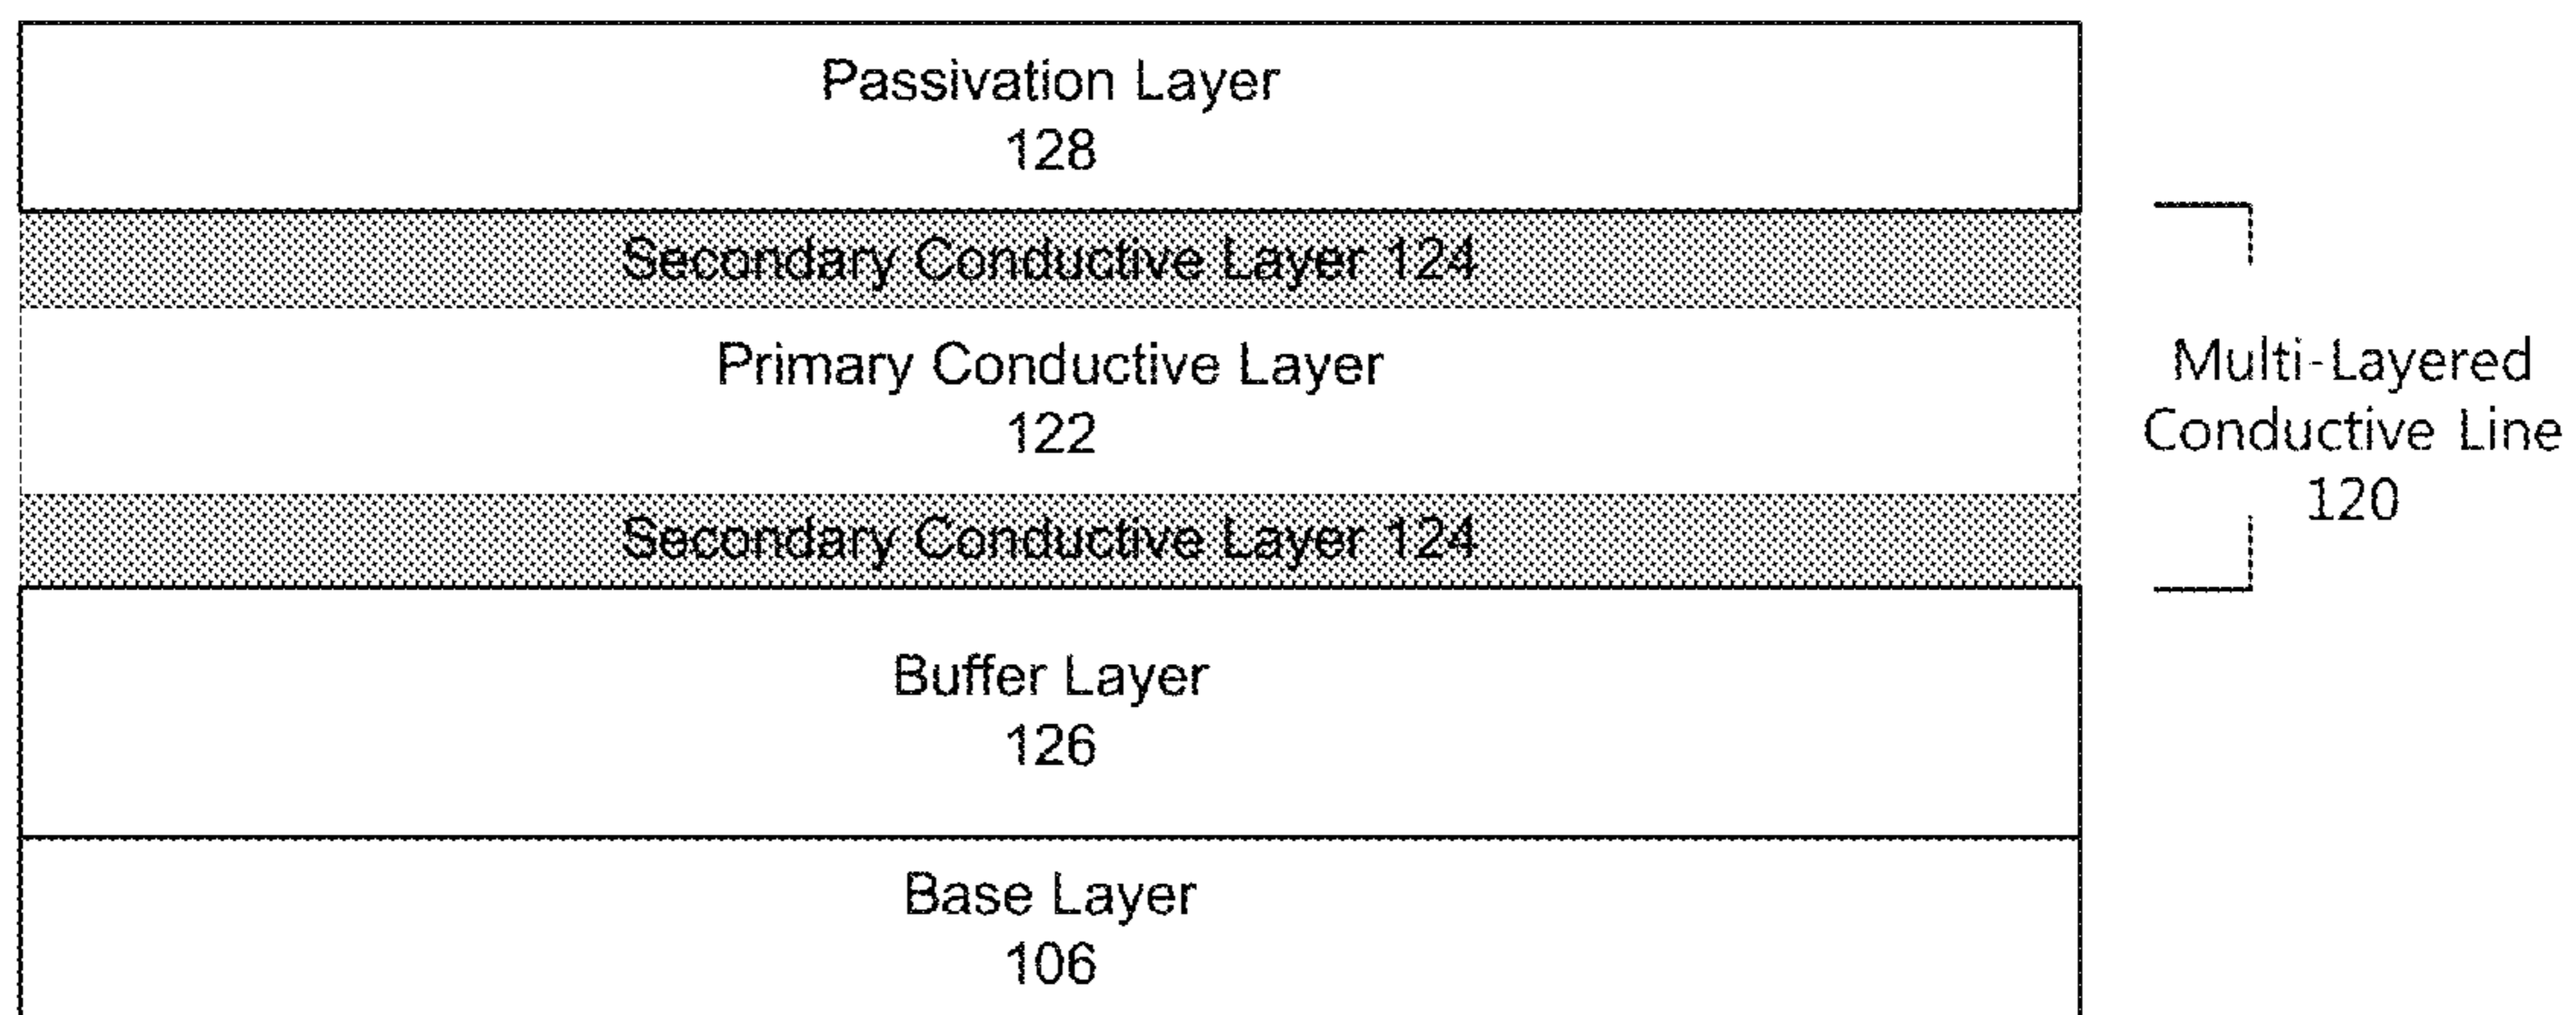 Passivation Layer
128
Secondary Conductive Layer 124
Primary Conductive Layer
122
Secondary Conductive Layer 124
Buffer Layer
126
Base Layer
106
Multi-Layered
Conductive Line
120